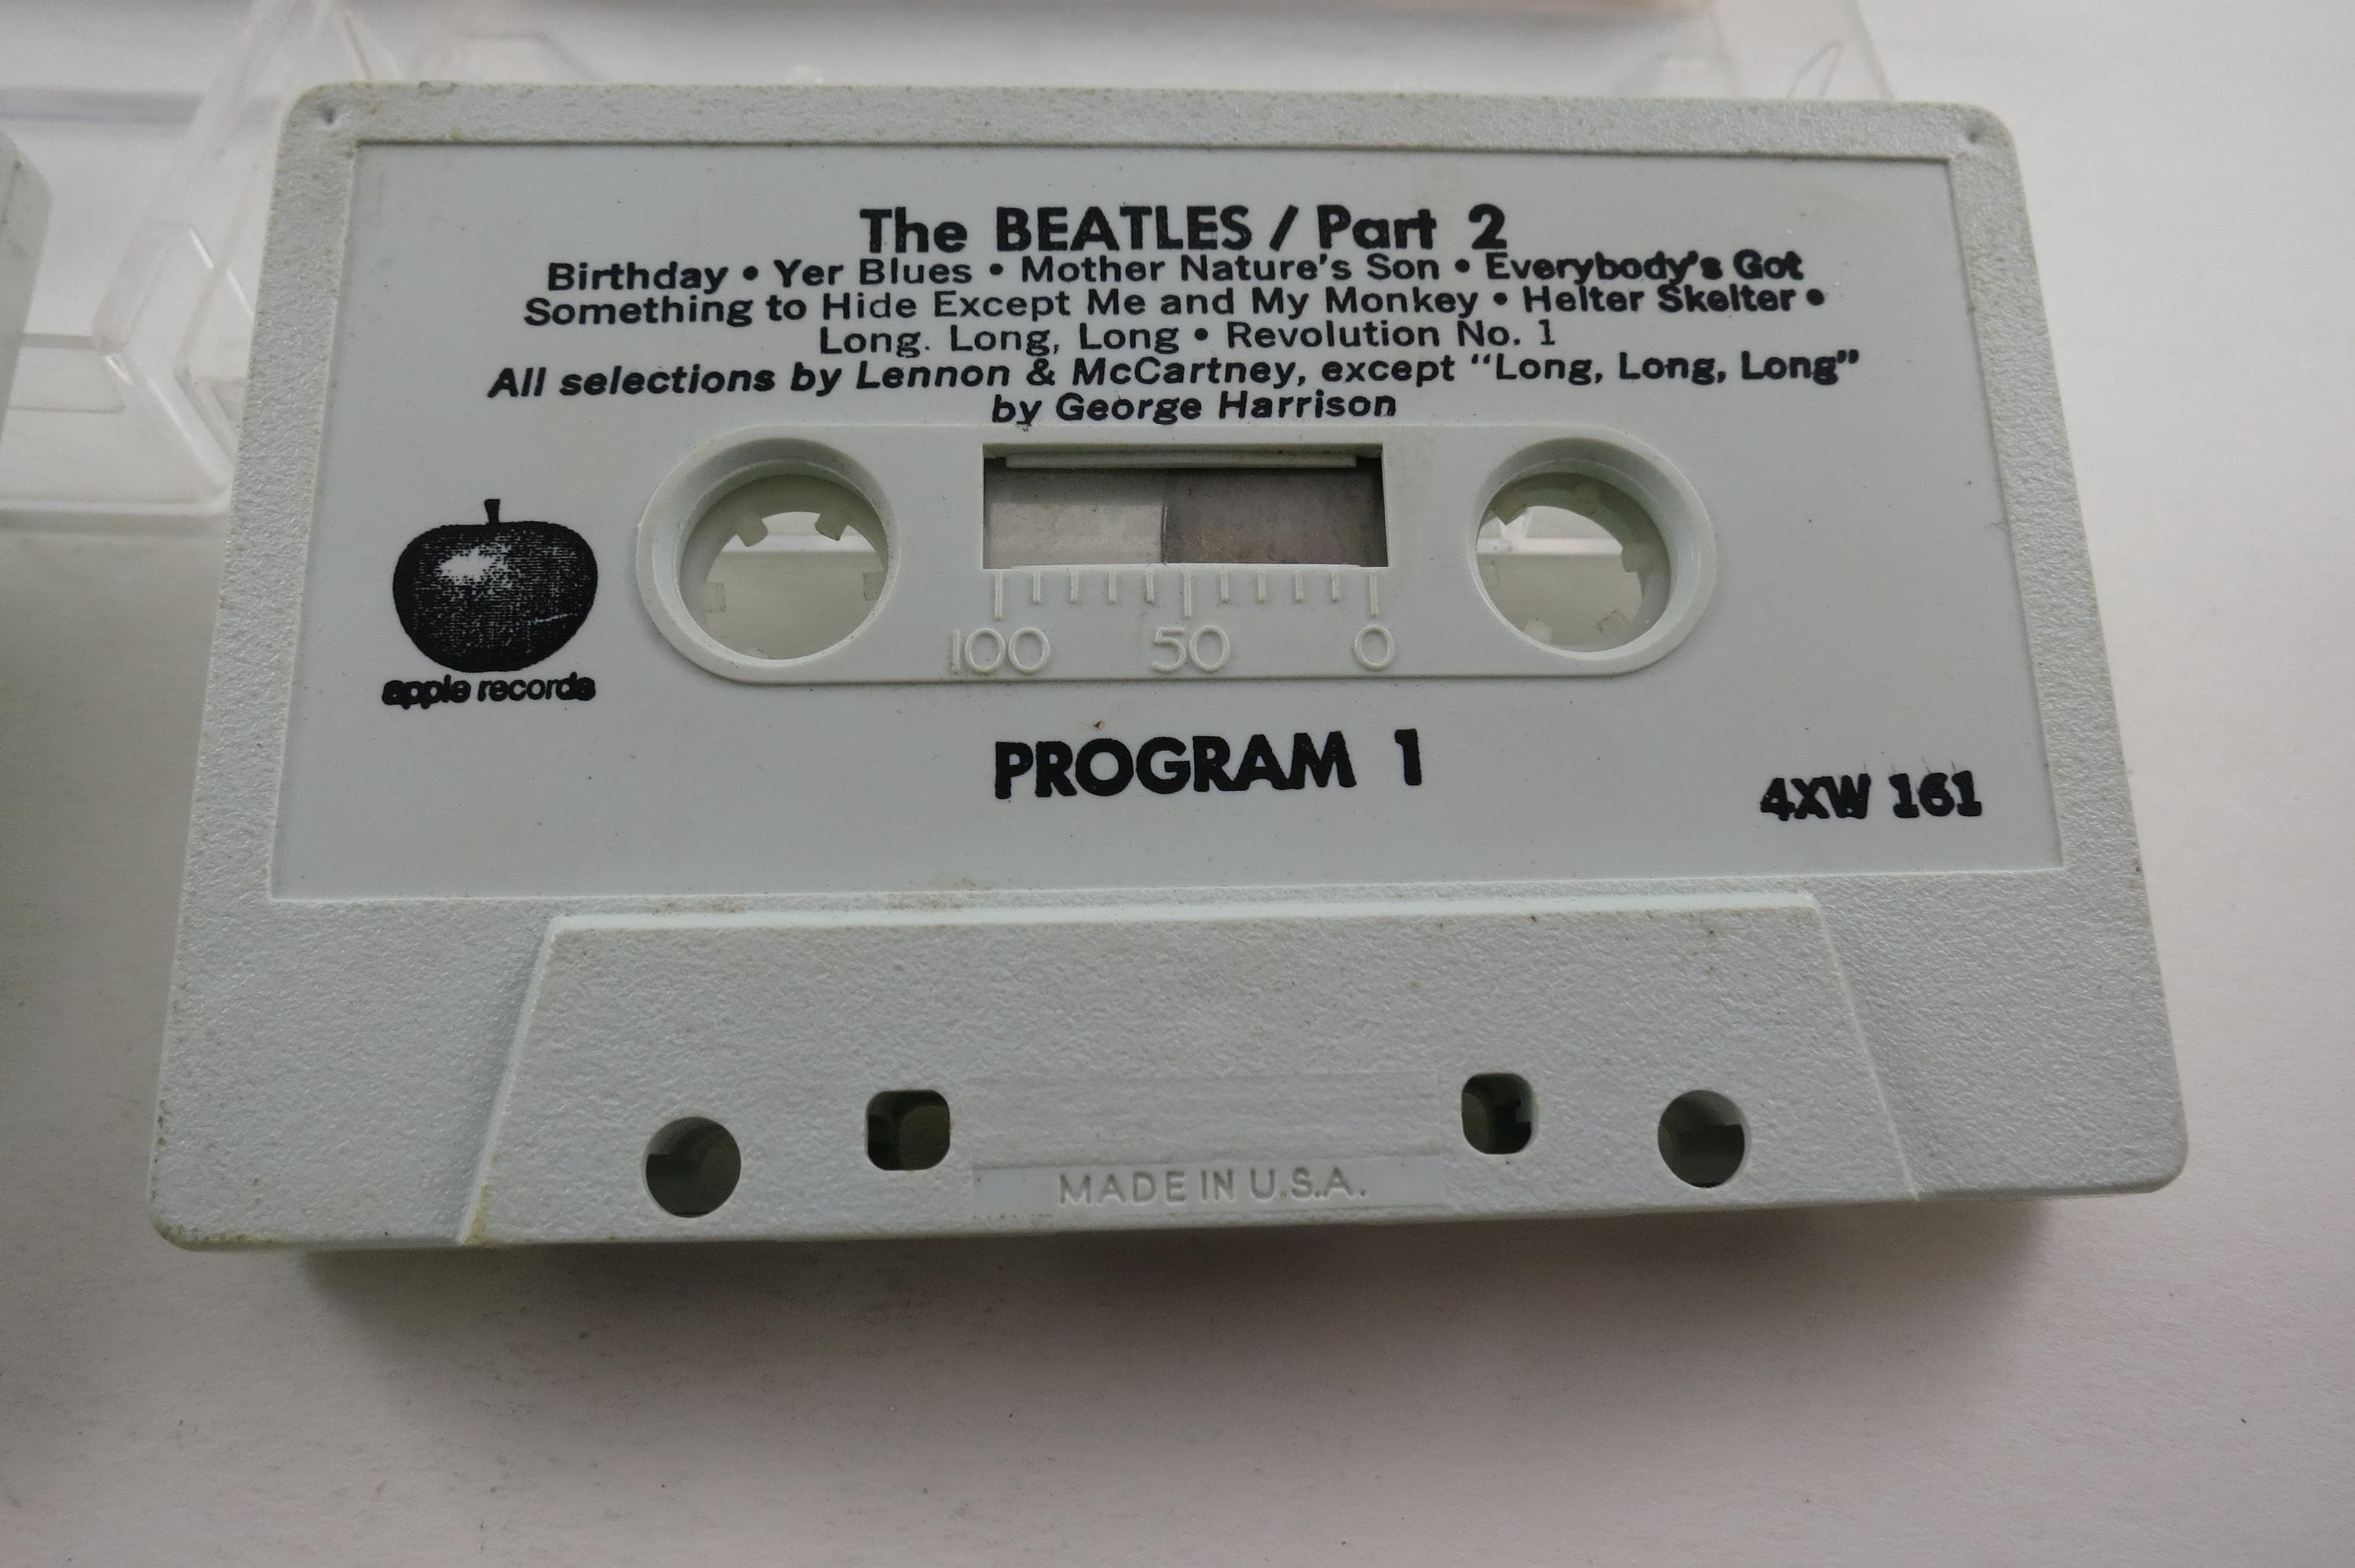 The BEATLES / Part 2
Birthday • Yer Blues • Mother Nature's Son • Everybody's Got
Something to Hide Except Me and My Monkey • Helter Skelter •
Long. Long, Long • Revolution No. 1
All selections by Lennon & McCartney, except "Long, Long, Long"
by George Harrison
apple records
100 50 0
PROGRAM 1
4XW 161
MADE IN U.S.A.